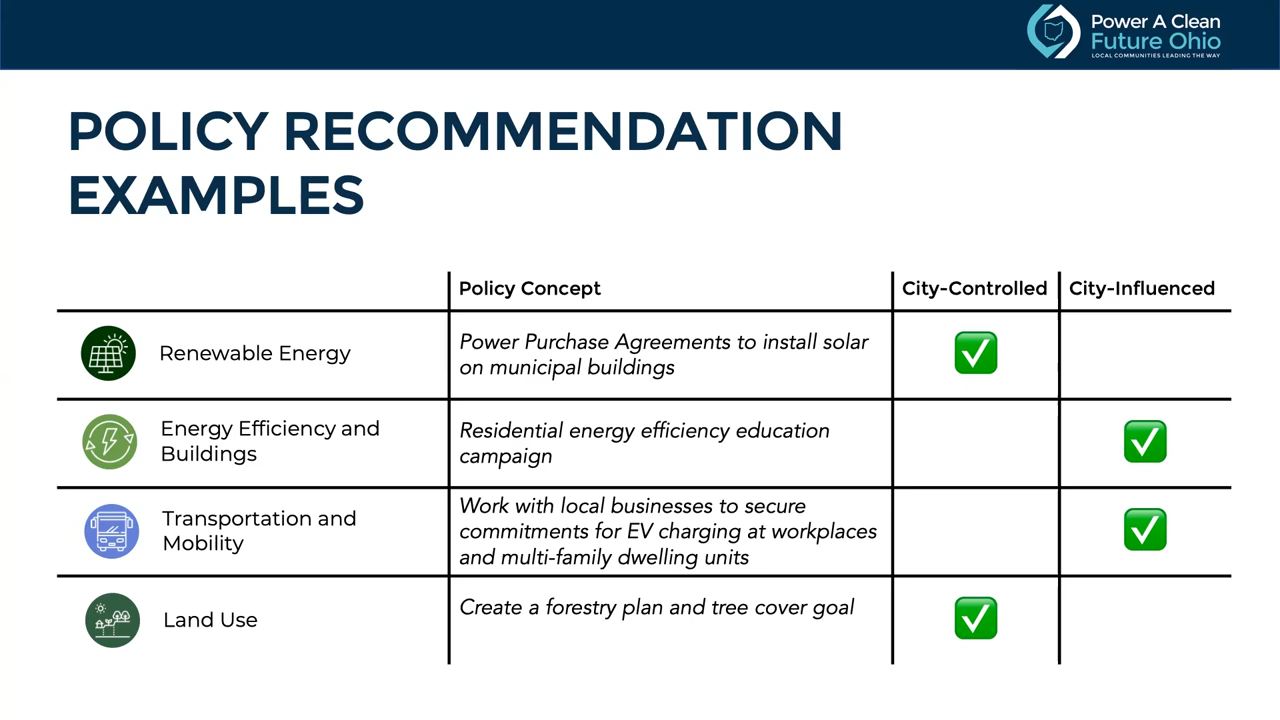 Power A Clean
Future Ohio
LOCAL COMMUNITIES LEADING THE WAY
POLICY RECOMMENDATION
EXAMPLES
Policy Concept
City-Controlled
City-Influenced
Renewable Energy
Power Purchase Agreements to install solar
on municipal buildings
Energy Efficiency and
Buildings
Residential energy efficiency education
campaign
Transportation and
Mobility
Work with local businesses to secure
commitments for EV charging at workplaces
and multi-family dwelling units
Land Use
Create a forestry plan and tree cover goal